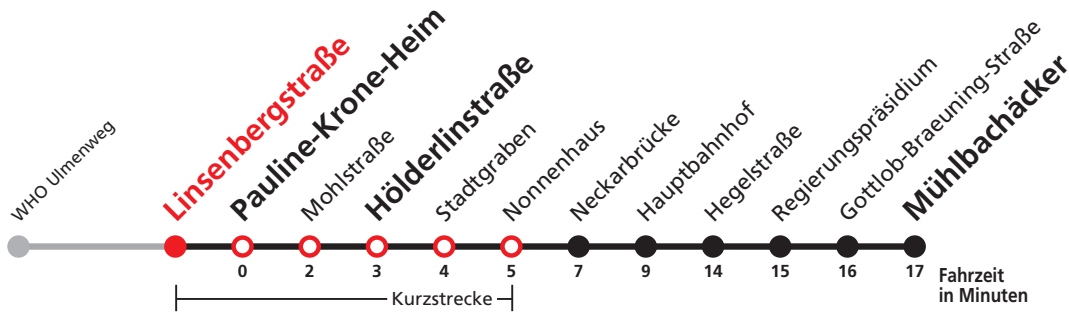 WHO Ulmenweg
Linsenbergstraße
Pauline-Krone-Heim
Mohlstraße
Hölderlinstraße
Stadtgraben
Nonnenhaus
Neckarbrücke
Hauptbahnhof
Hegelstraße
Regierungspräsidium
Gottlob-Braeuning-Straße
Mühlbachäcker
0 2 3 4 5 7 9 14 15 16 17
Fahrzeit
in Minuten
Kurzstrecke